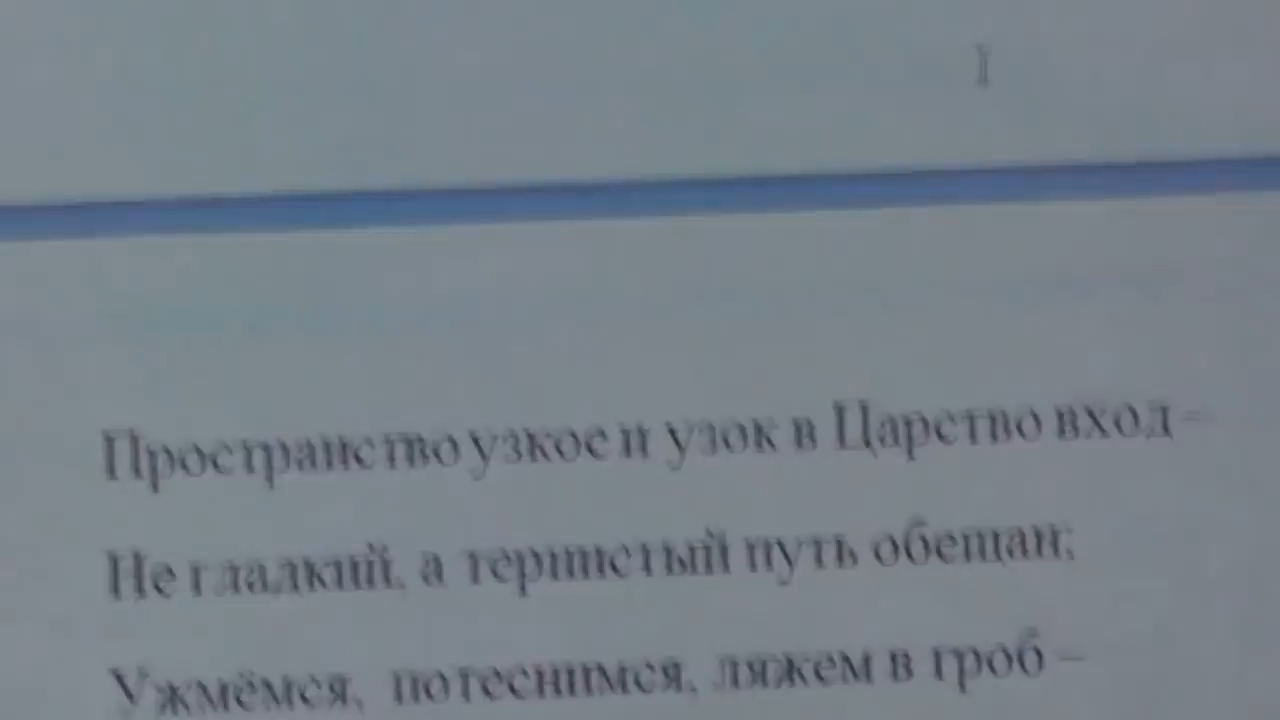 Пространство узкое и узок в Царство вход –
Не гладкий, а тернистый путь обещан;
Ужмёмся, потеснимся, ляжем в гроб –